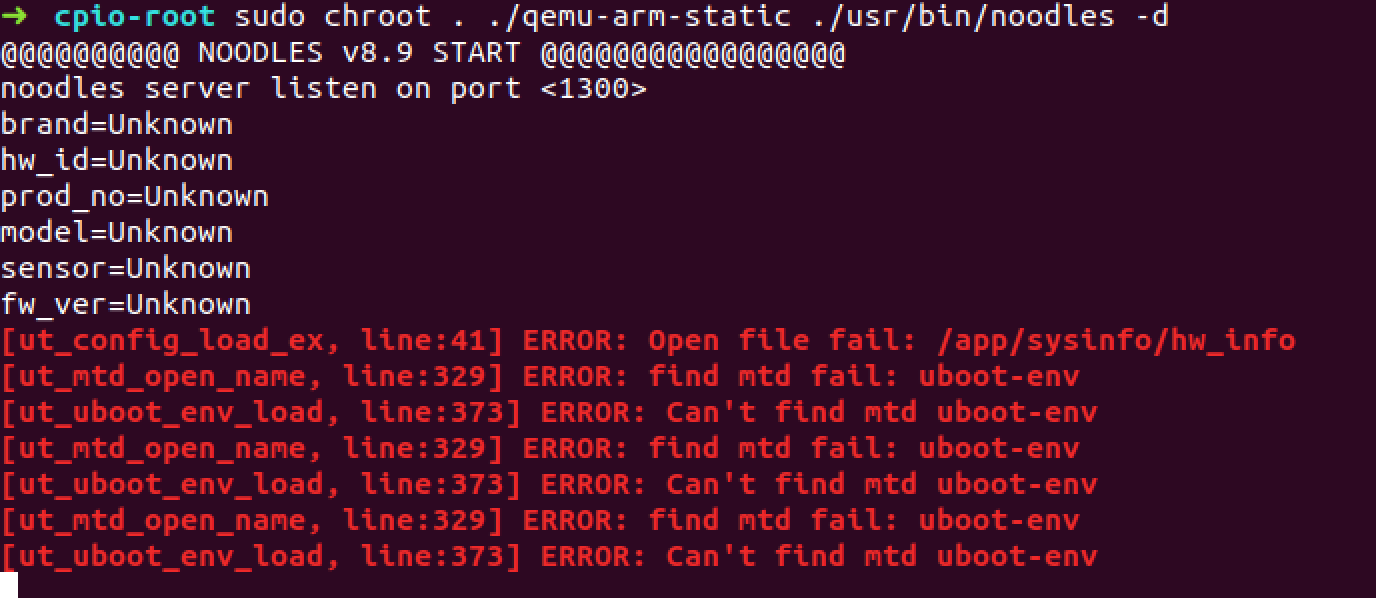 ➜ cpio-root sudo chroot . ./qemu-arm-static ./usr/bin/noodles -d
@@@@@@@@@@ NOODLES v8.9 START @@@@@@@@@@@@@@@@@
noodles server listen on port <1300>
brand=Unknown
hw_id=Unknown
prod_no=Unknown
model=Unknown
sensor=Unknown
fw_ver=Unknown
[ut_config_load_ex, line:41] ERROR: Open file fail: /app/sysinfo/hw_info
[ut_mtd_open_name, line:329] ERROR: find mtd fail: uboot-env
[ut_uboot_env_load, line:373] ERROR: Can't find mtd uboot-env
[ut_mtd_open_name, line:329] ERROR: find mtd fail: uboot-env
[ut_uboot_env_load, line:373] ERROR: Can't find mtd uboot-env
[ut_mtd_open_name, line:329] ERROR: find mtd fail: uboot-env
[ut_uboot_env_load, line:373] ERROR: Can't find mtd uboot-env